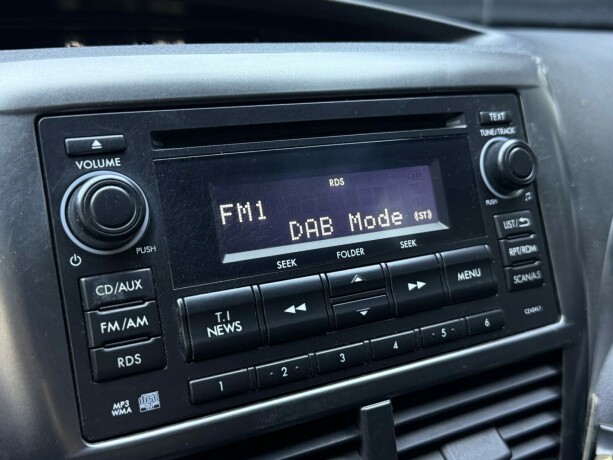 TEXT
VOLUME
TUNE/TRACK
RDS
FM1
DAB Mode (ST)
PUSH
PUSH
SEEK
FOLDER
SEEK
LIST/
CD/AUX
T.I
NEWS
MENU
RPT/RDM
FM/AM
SCAN/A.S
RDS
1
-2-
3
4
-5-
6
MP3
WMA